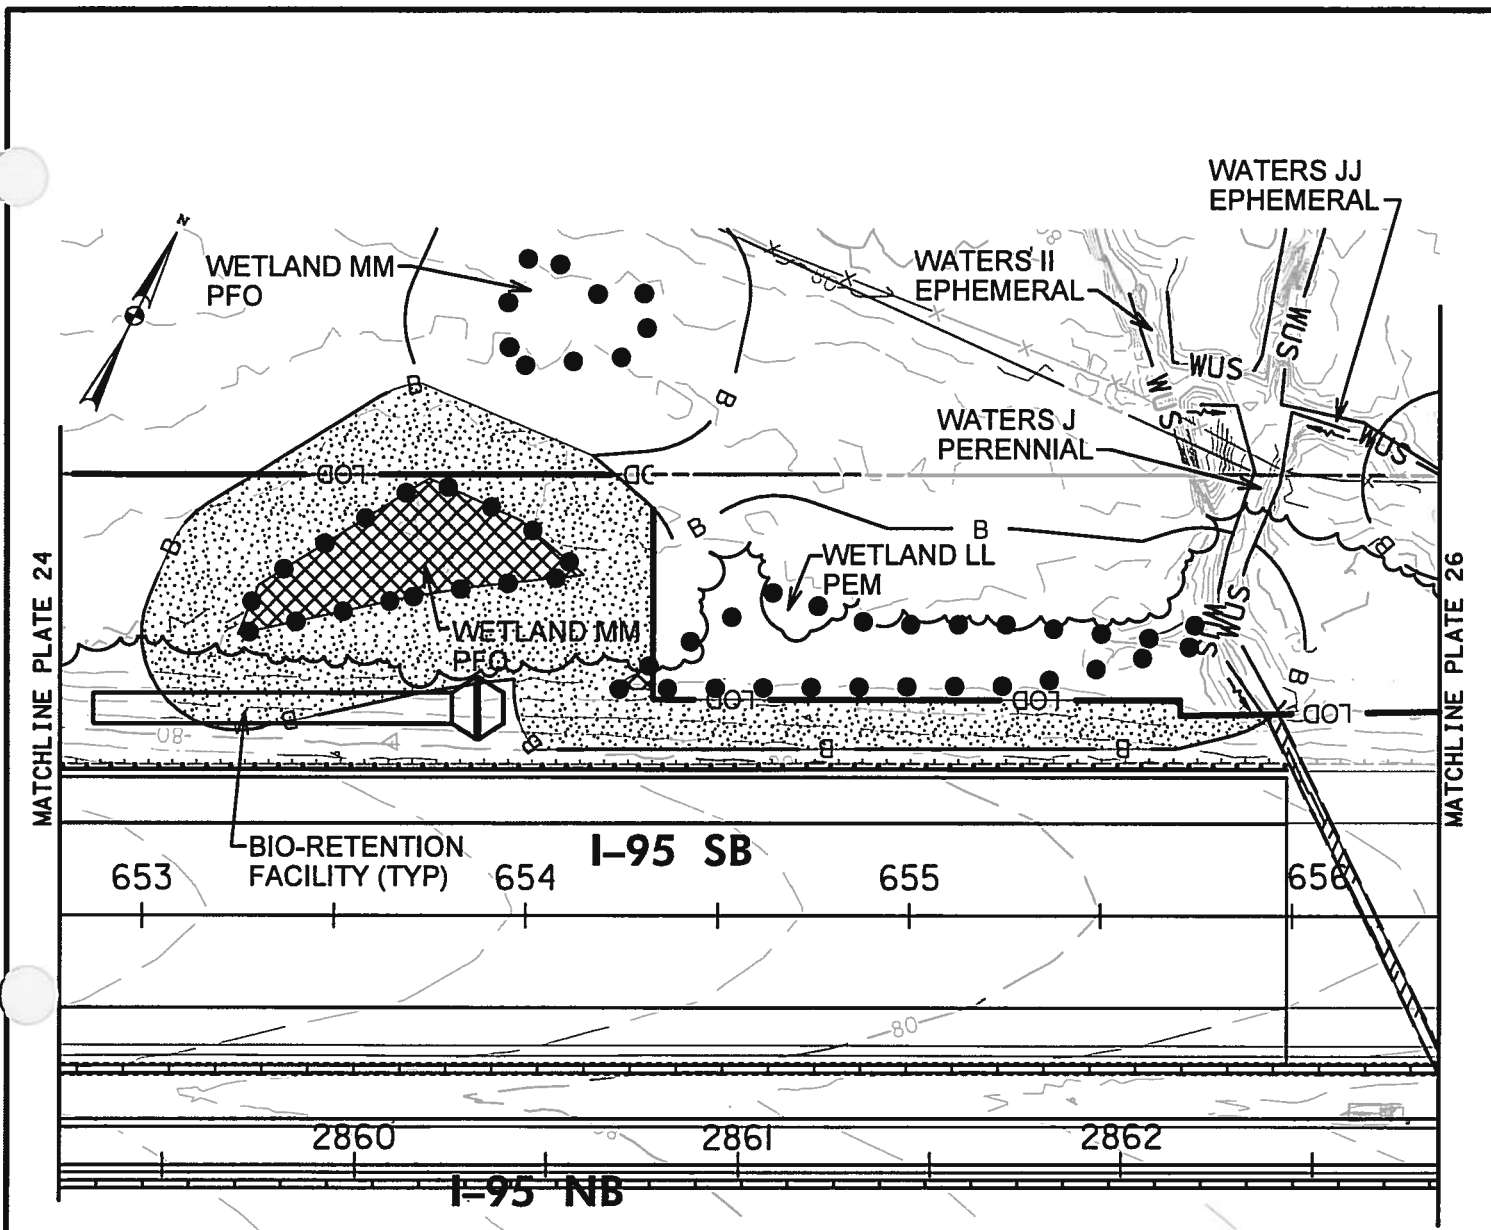 WATERS JJ
EPHEMERAL
N
WETLAND MM
PFO
WATERS II
EPHEMERAL
WUS
WUS
WUS
B
B
WATERS J
PERENNIAL
WUS
LOD
B
B
B
B
WETLAND LL
PEM
MATCHLINE PLATE 24
MATCHLINE PLATE 26
WETLAND MM
PFO
WUS
WUS
B
LOD
LOD
LOD
B
B
B
B
80
BIO-RETENTION
FACILITY (TYP)
I-95 SB
653
654
655
656
80
2860
2861
2862
I-95 NB